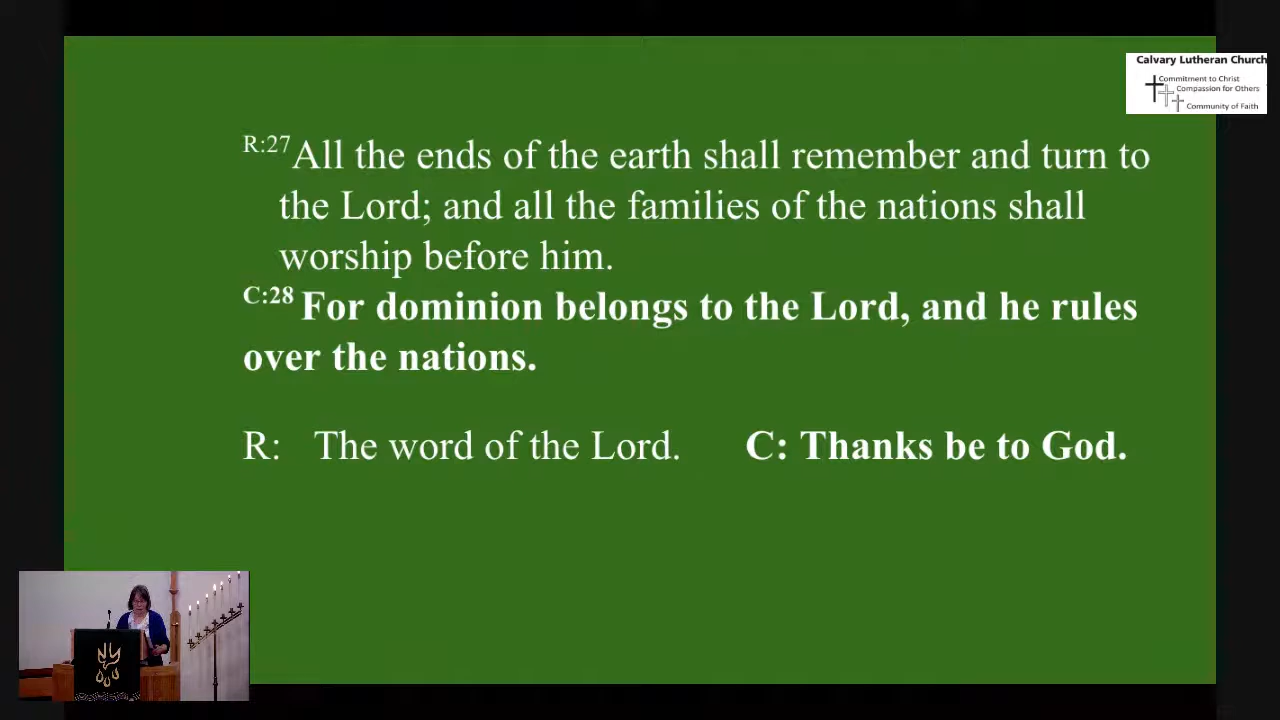 Calvary Lutheran Church
Commitment to Christ
Compassion for Others
Community of Faith
R:27All the ends of the earth shall remember and turn to
the Lord; and all the families of the nations shall
worship before him.
C:28 For dominion belongs to the Lord, and he rules
over the nations.
R: The word of the Lord. C: Thanks be to God.